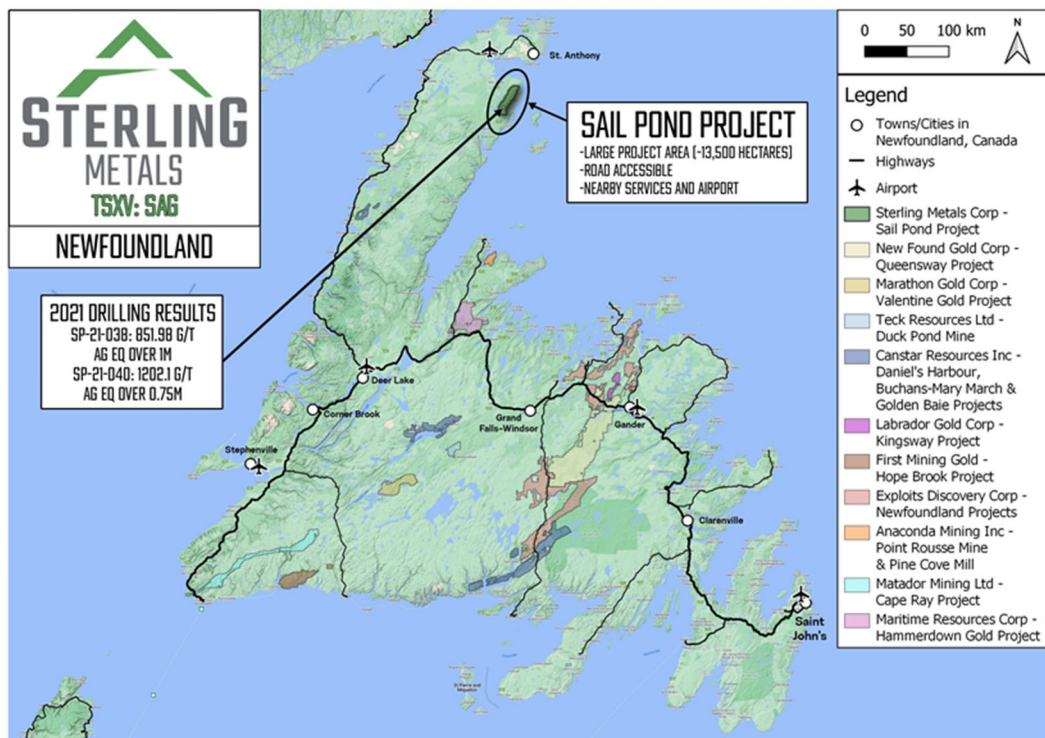 STERLING
METALS
TSXV: SAG
NEWFOUNDLAND
St. Anthony
SAIL POND PROJECT
-LARGE PROJECT AREA (~13,500 HECTARES)
-ROAD ACCESSIBLE
-NEARBY SERVICES AND AIRPORT
2021 DRILLING RESULTS
SP-21-038: 851.98 G/T
AG EQ OVER 1M
SP-21-040: 1202.1 G/T
AG EQ OVER 0.75M
Deer Lake
Corner Brook
Stephenville
Grand
Falls-Windsor
Gander
Clarenville
Saint
John's
St Pierre and
Miquelon
0 50 100 km
N
Legend
Towns/Cities in
Newfoundland, Canada
Highways
Airport
Sterling Metals Corp -
Sail Pond Project
New Found Gold Corp -
Queensway Project
Marathon Gold Corp -
Valentine Gold Project
Teck Resources Ltd -
Duck Pond Mine
Canstar Resources Inc -
Daniel's Harbour,
Buchans-Mary March &
Golden Baie Projects
Labrador Gold Corp -
Kingsway Project
First Mining Gold -
Hope Brook Project
Exploits Discovery Corp -
Newfoundland Projects
Anaconda Mining Inc -
Point Rousse Mine
& Pine Cove Mill
Matador Mining Ltd -
Cape Ray Project
Maritime Resources Corp -
Hammerdown Gold Project